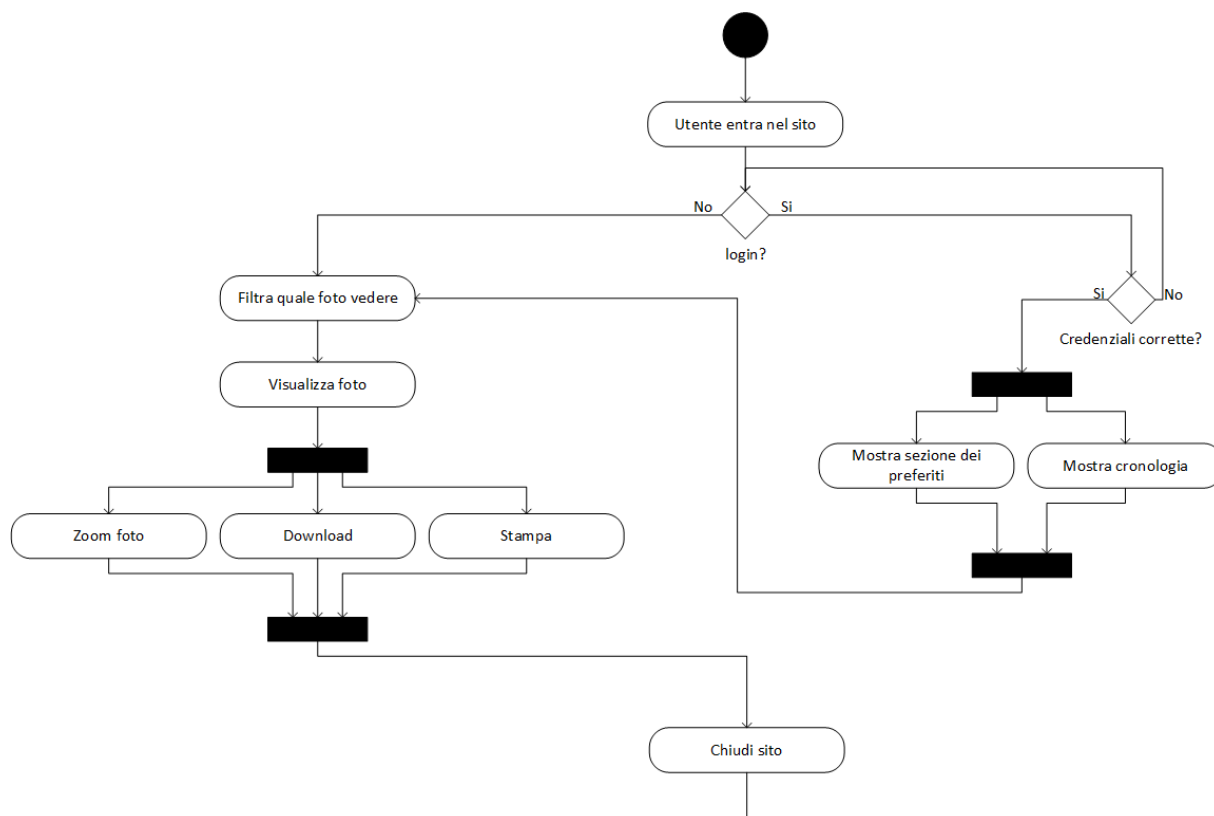 Utente entra nel sito
No
Si
login?
Filtra quale foto vedere
Si
No
Credenziali corrette?
Visualizza foto
Mostra sezione dei
preferiti
Mostra cronologia
Zoom foto
Download
Stampa
Chiudi sito